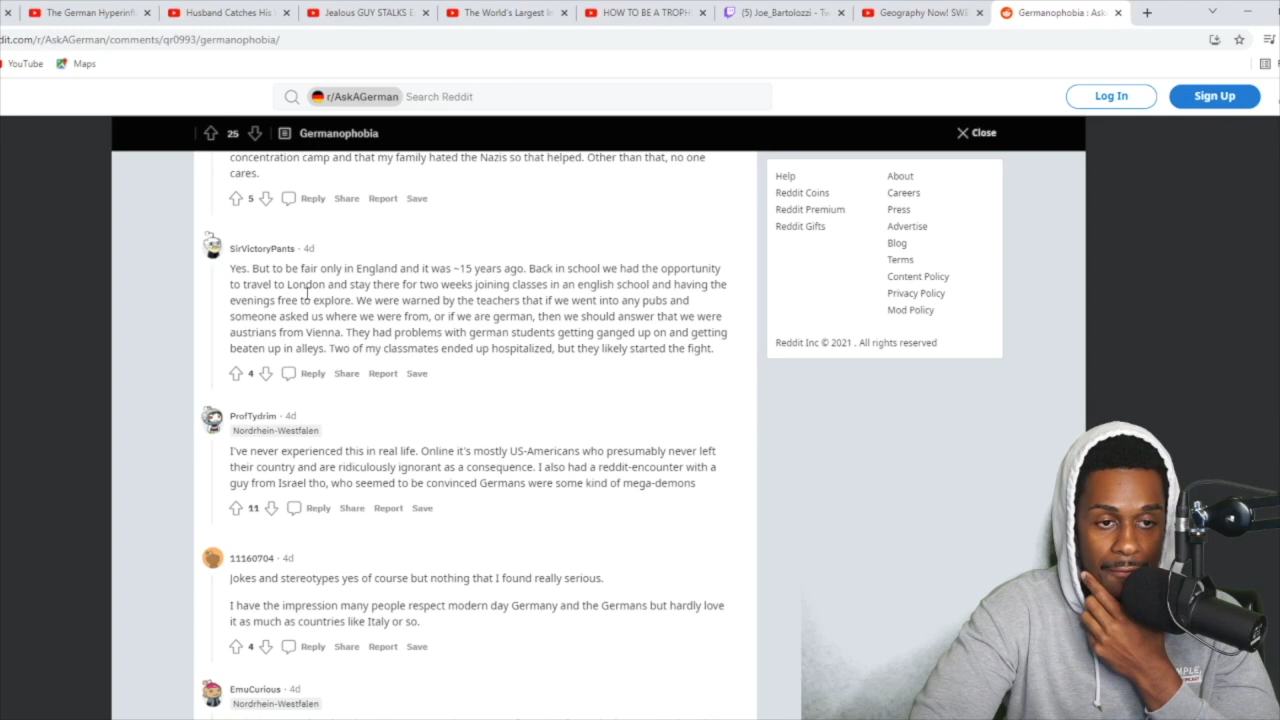 The German Hyperinfl
Husband Catches His
Jealous GUY STALKS E
The World's Largest I
HOW TO BE A TROPH
(5) Joe_Bartolozzi - Tw
Geography Now! SWE
Germanophobia : Ask
dit.com/r/AskAGerman/comments/qr0993/germanophobia/
YouTube
Maps
r/AskAGerman Search Reddit
Log In
Sign Up
25
Germanophobia
Close
concentration camp and that my family hated the Nazis so that helped. Other than that, no one
cares.
5 Reply Share Report Save
SirVictoryPants · 4d
Yes. But to be fair only in England and it was ~15 years ago. Back in school we had the opportunity
to travel to London and stay there for two weeks joining classes in an english school and having the
evenings free to explore. We were warned by the teachers that if we went into any pubs and
someone asked us where we were from, or if we are german, then we should answer that we were
austrians from Vienna. They had problems with german students getting ganged up on and getting
beaten up in alleys. Two of my classmates ended up hospitalized, but they likely started the fight.
4 Reply Share Report Save
ProfTydrim · 4d
Nordrhein-Westfalen
I've never experienced this in real life. Online it's mostly US-Americans who presumably never left
their country and are ridiculously ignorant as a consequence. I also had a reddit-encounter with a
guy from Israel tho, who seemed to be convinced Germans were some kind of mega-demons
11 Reply Share Report Save
11160704 · 4d
Jokes and stereotypes yes of course but nothing that I found really serious.
I have the impression many people respect modern day Germany and the Germans but hardly love
it as much as countries like Italy or so.
4 Reply Share Report Save
EmuCurious · 4d
Nordrhein-Westfalen
Help
Reddit Coins
Reddit Premium
Reddit Gifts
About
Careers
Press
Advertise
Blog
Terms
Content Policy
Privacy Policy
Mod Policy
Reddit Inc © 2021 . All rights reserved